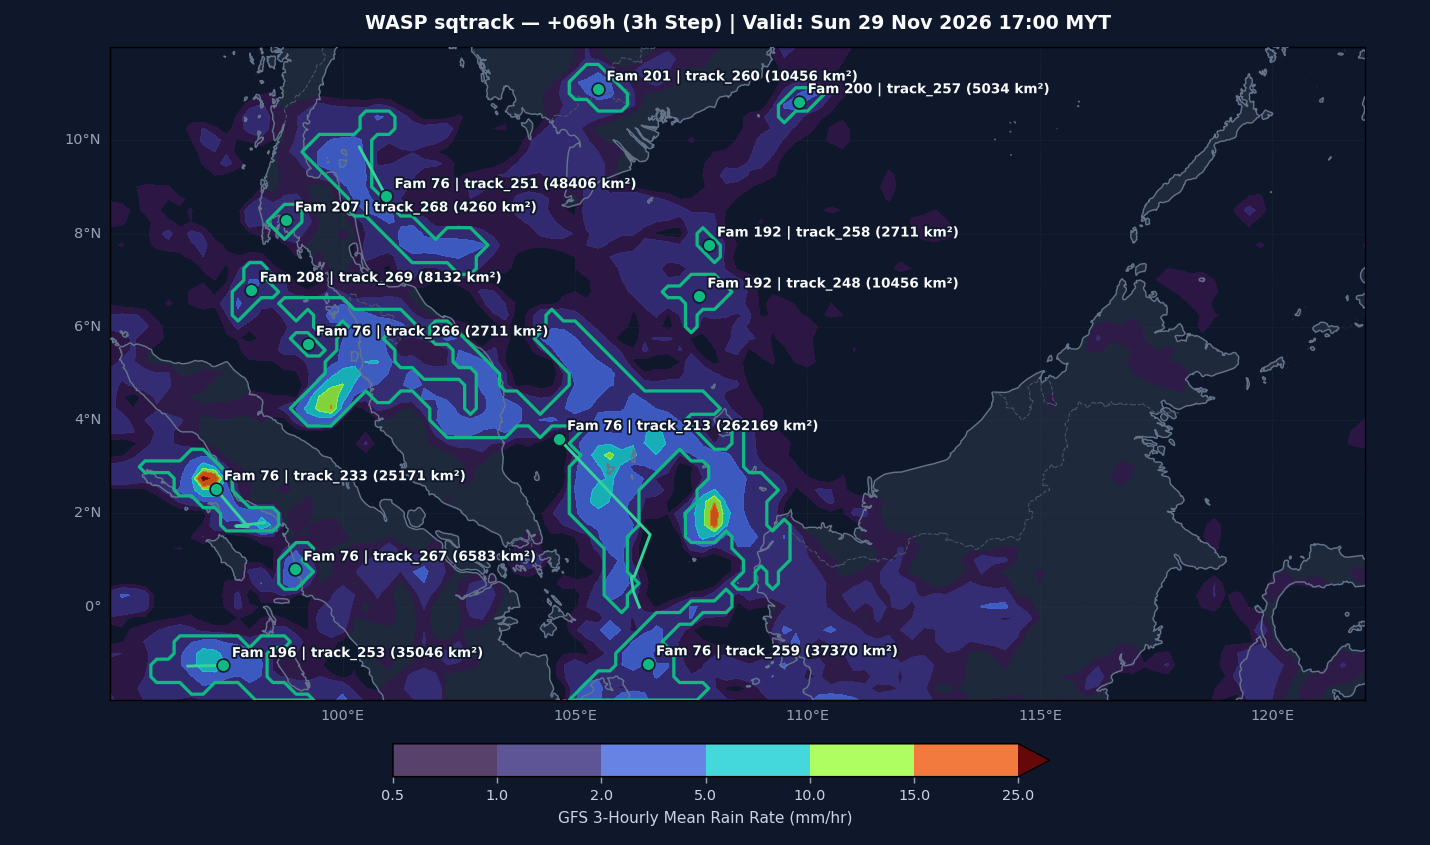 WASP sqtrack — +069h (3h Step) | Valid: Sun 29 Nov 2026 17:00 MYT
Fam 201 | track_260 (10456 km²)
Fam 200 | track_257 (5034 km²)
10°N
Fam 76 | track_251 (48406 km²)
Fam 207 | track_268 (4260 km²)
8°N
Fam 192 | track_258 (2711 km²)
Fam 208 | track_269 (8132 km²)
Fam 192 | track_248 (10456 km²)
6°N
Fam 76 | track_266 (2711 km²)
4°N
Fam 76 | track_213 (262169 km²)
Fam 76 | track_233 (25171 km²)
2°N
Fam 76 | track_267 (6583 km²)
0°
Fam 196 | track_253 (35046 km²)
Fam 76 | track_259 (37370 km²)
100°E 105°E 110°E 115°E 120°E
0.5 1.0 2.0 5.0 10.0 15.0 25.0
GFS 3-Hourly Mean Rain Rate (mm/hr)